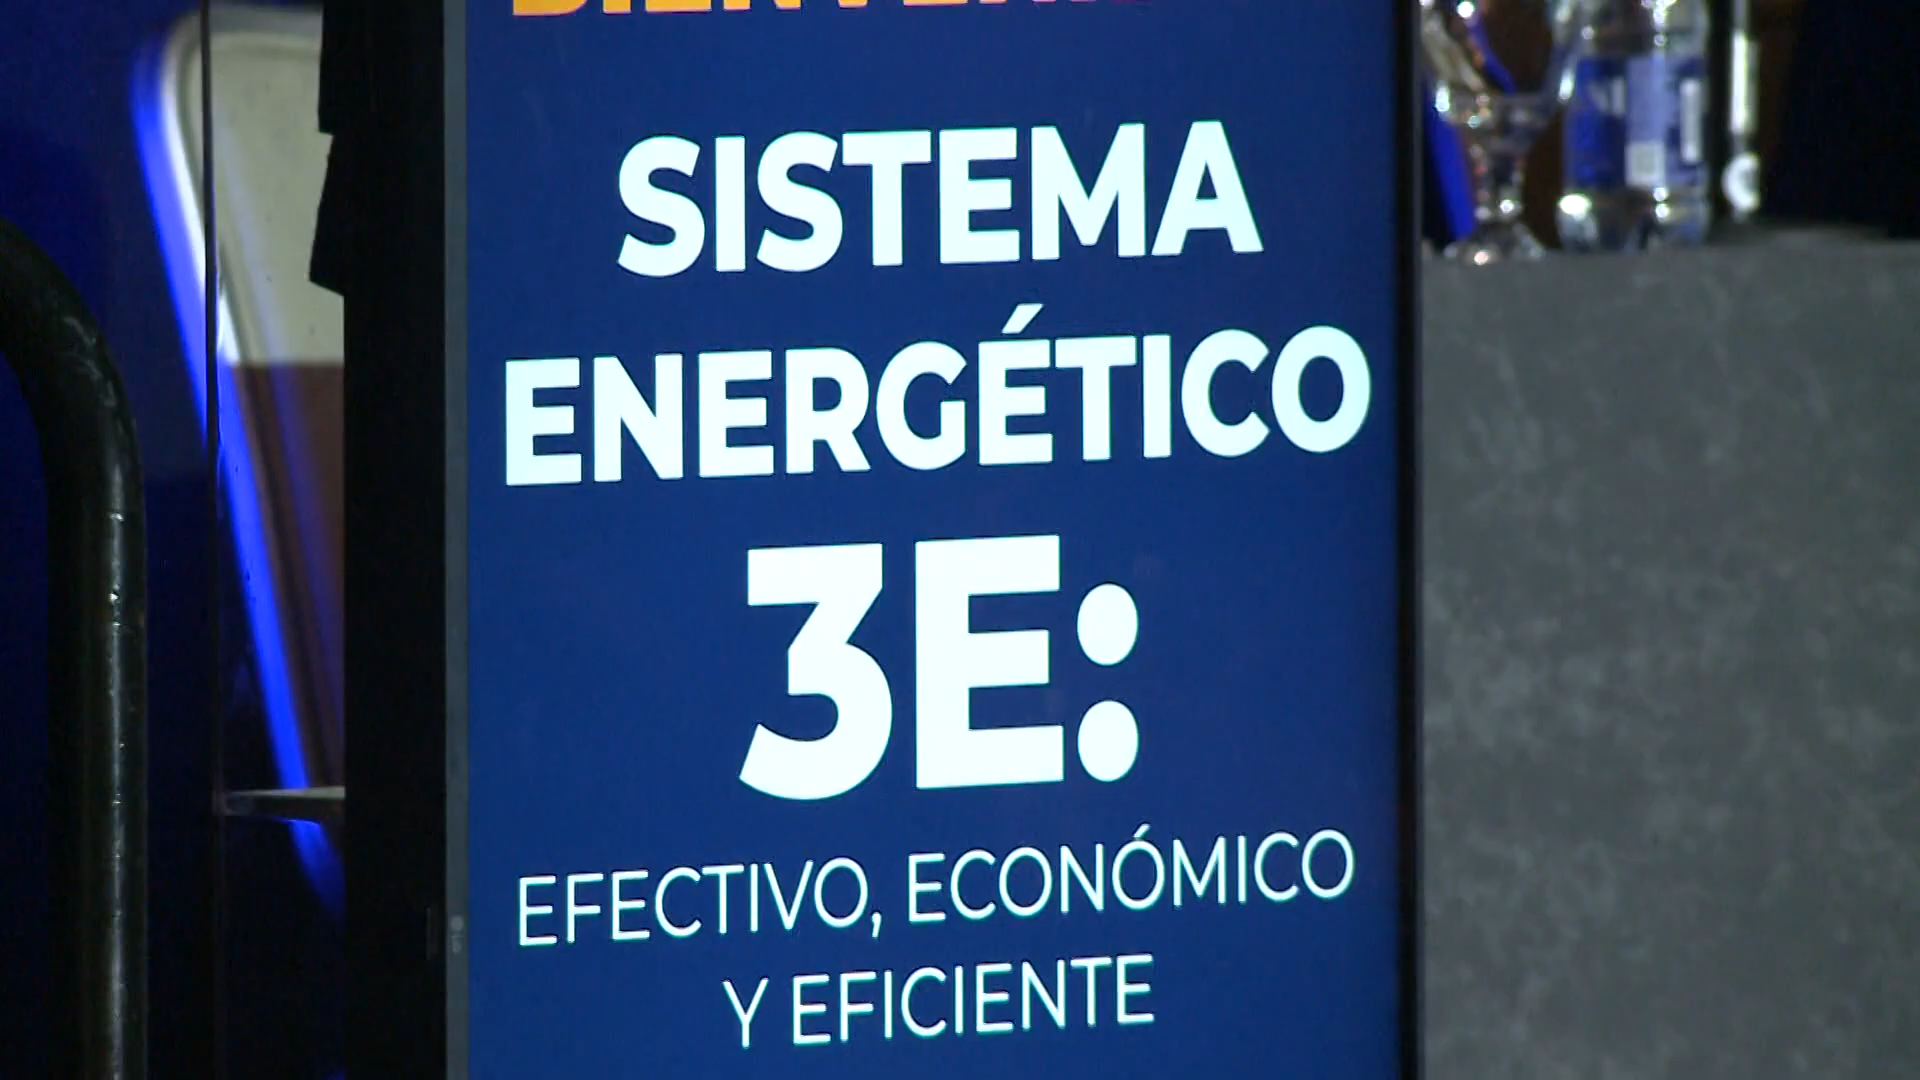 SISTEMA
ENERGÉTICO
3E:
EFECTIVO, ECONÓMICO
Y EFICIENTE